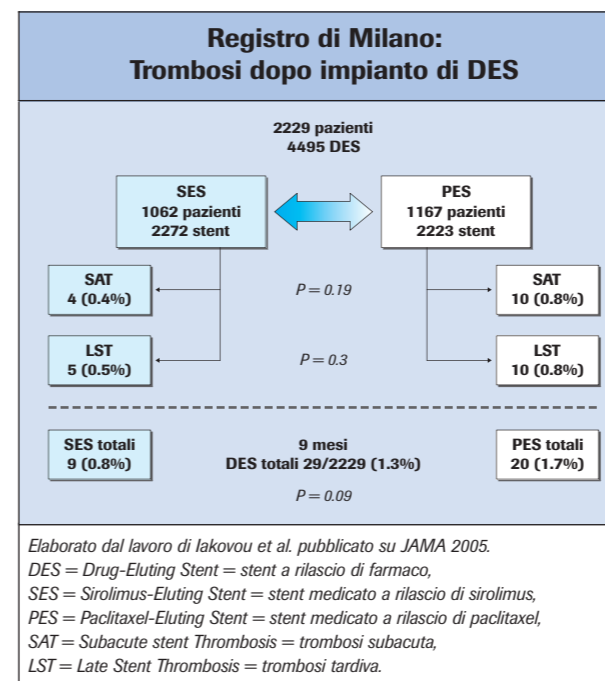 Registro di Milano:
Trombosi dopo impianto di DES
2229 pazienti
4495 DES
SES
1062 pazienti
2272 stent
PES
1167 pazienti
2223 stent
SAT
4 (0.4%)
P = 0.19
SAT
10 (0.8%)
LST
5 (0.5%)
P = 0.3
LST
10 (0.8%)
SES totali
9 (0.8%)
9 mesi
DES totali 29/2229 (1.3%)
P = 0.09
PES totali
20 (1.7%)
Elaborato dal lavoro di Iakovou et al. pubblicato su JAMA 2005.
DES = Drug-Eluting Stent = stent a rilascio di farmaco,
SES = Sirolimus-Eluting Stent = stent medicato a rilascio di sirolimus,
PES = Paclitaxel-Eluting Stent = stent medicato a rilascio di paclitaxel,
SAT = Subacute stent Thrombosis = trombosi subacuta,
LST = Late Stent Thrombosis = trombosi tardiva.